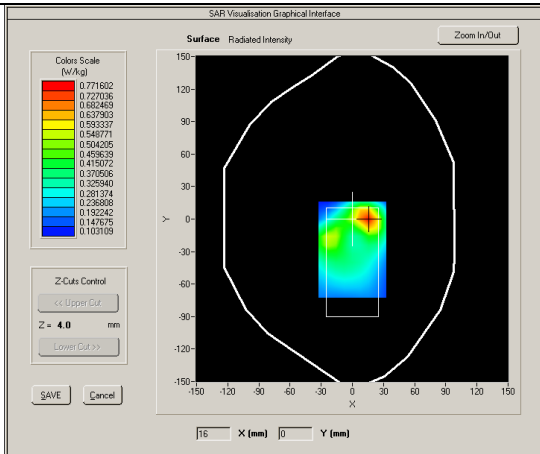 SAR Visualisation Graphical Interface
Surface Radiated Intensity
Zoom In/Out
Colors Scale
(W/kg)
0.771602
0.727036
0.682469
0.637903
0.593337
0.548771
0.504205
0.459639
0.415072
0.370506
0.325940
0.281374
0.236808
0.192242
0.147675
0.103109
Z-Cuts Control
<< Upper Cut
Z = 4.0 mm
Lower Cut >>
SAVE Cancel
150-
120-
90-
60-
30-
0-
-30-
-60-
-90-
-120-
-150-
Y
-150 -120 -90 -60 -30 0 30 60 90 120 150
X
16 X (mm) 0 Y (mm)